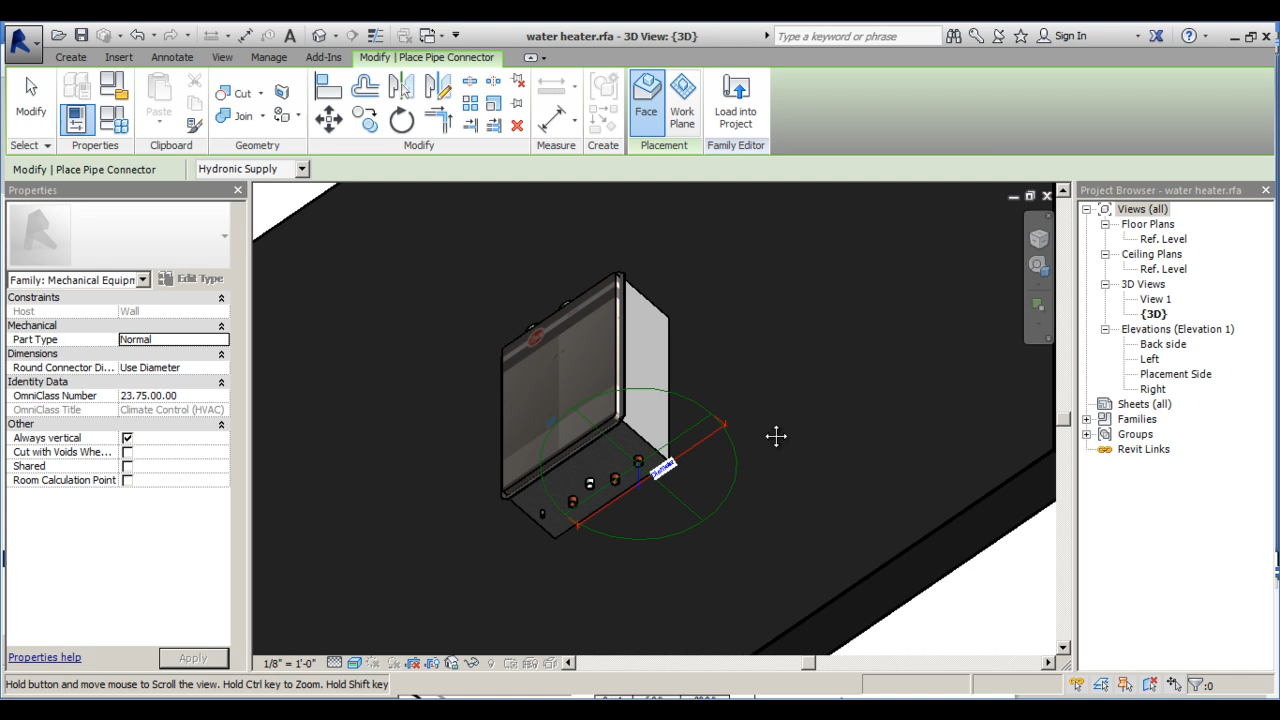 water heater.rfa - 3D View: {3D}
Type a keyword or phrase
Sign In
Create
Insert
Annotate
View
Manage
Add-Ins
Modify | Place Pipe Connector
Modify
Paste
Cut
Join
Face
Work
Plane
Load into
Project
Select
Properties
Clipboard
Geometry
Modify
Measure
Create
Placement
Family Editor
Modify | Place Pipe Connector
Hydronic Supply
Properties
Family: Mechanical Equipm
Edit Type
Constraints
Host
Wall
Mechanical
Part Type
Normal
Dimensions
Round Connector Di...
Use Diameter
Identity Data
OmniClass Number
23.75.00.00
OmniClass Title
Climate Control (HVAC)
Other
Always vertical
Cut with Voids Whe...
Shared
Room Calculation Point
Properties help
Apply
Project Browser - water heater.rfa
Views (all)
Floor Plans
Ref. Level
Ceiling Plans
Ref. Level
3D Views
View 1
{3D}
Elevations (Elevation 1)
Back side
Left
Placement Side
Right
Sheets (all)
Families
Groups
Revit Links
1/8" = 1'-0"
Hold button and move mouse to Scroll the view. Hold Ctrl key to Zoom. Hold Shift key
:0